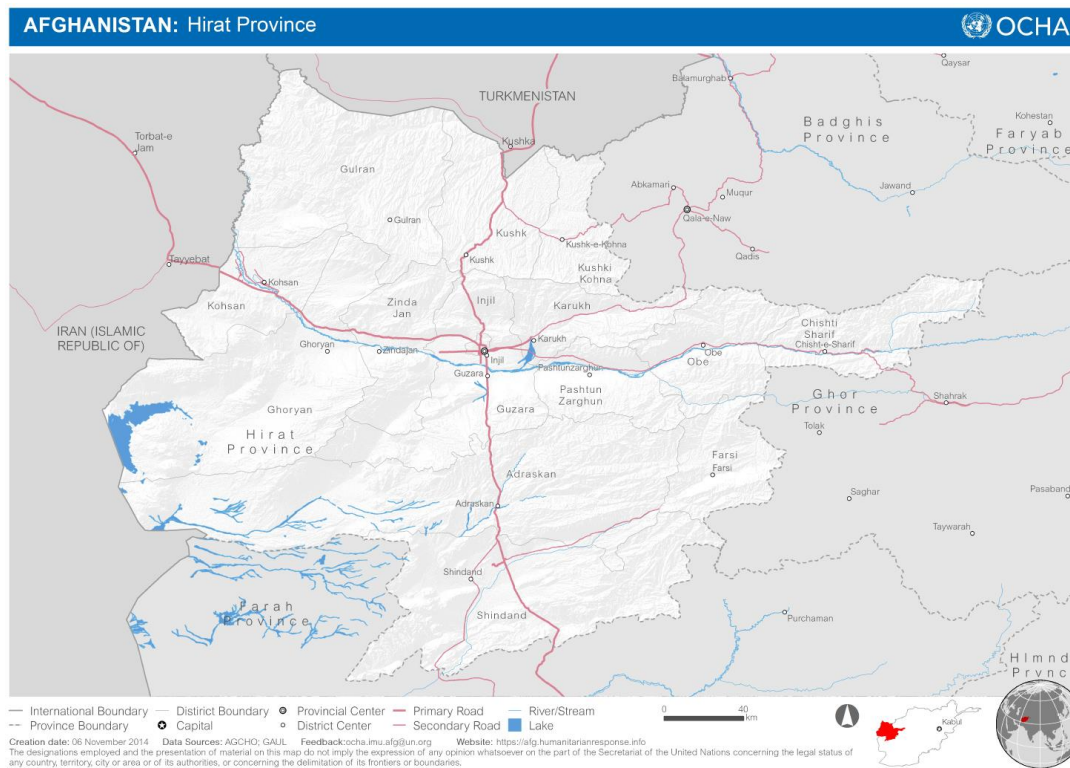 AFGHANISTAN: Hirat Province
OCHA
Qaysar
Balamurghab
TURKMENISTAN
Badghis
Province
Kohestan
Faryab
Province
Torbat-e
Jam
Kushka
Gulran
Abkamari
Muqur
Jawand
Gulran
Qala-e-Naw
Kushk
Kushk-e-Kohna
Qadis
Kushk
Tayyebat
Kushki
Kohna
Kohsan
Kohsan
Zinda
Jan
Injil
Karukh
Chishti
Sharif
IRAN (ISLAMIC
REPUBLIC OF)
Karukh
Ghoryan
Zindajan
Injil
Obe
Chisht-e-Sharif
Obe
Guzara
Pashtunzarghun
Pashtun
Zarghun
Ghor
Province
Shahrak
Ghoryan
Guzara
Tolak
Hirat
Province
Farsi
Farsi
Adraskan
Saghar
Pasaband
Adraskan
Taywarah
Shindand
Farah
Province
Shindand
Purchaman
Hlmnd
Prvnc
International Boundary
District Boundary
Provincial Center
Primary Road
River/Stream
Province Boundary
Capital
District Center
Secondary Road
Lake
0 40
km
Kabul
Creation date: 06 November 2014 Data Sources: AGCHO; GAUL Feedback:ocha.imu.afg@un.org Website: https://afg.humanitarianresponse.info
The designations employed and the presentation of material on this map do not imply the expression of any opinion whatsoever on the part of the Secretariat of the United Nations concerning the legal status of
any country, territory, city or area or of its authorities, or concerning the delimitation of its frontiers or boundaries.